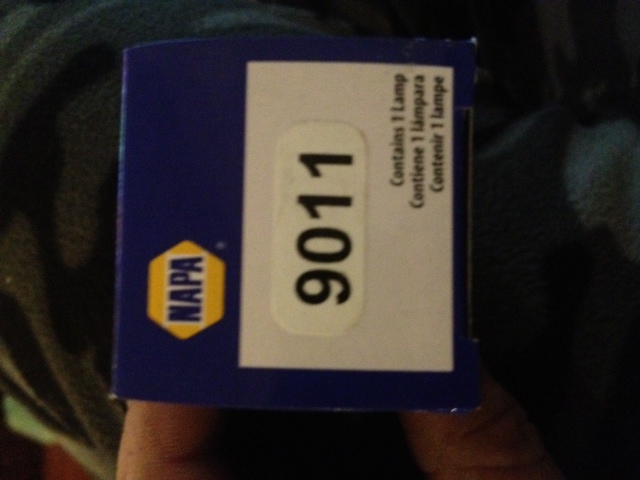 NAPA
9011
Contains 1 Lamp
Contiene 1 lámpara
Contenir 1 lampe